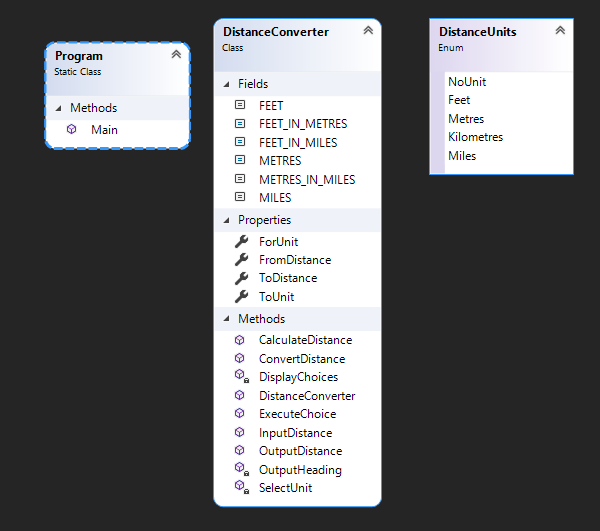 Program
Static Class
Methods
Main
DistanceConverter
Class
Fields
FEET
FEET_IN_METRES
FEET_IN_MILES
METRES
METRES_IN_MILES
MILES
Properties
ForUnit
FromDistance
ToDistance
ToUnit
Methods
CalculateDistance
ConvertDistance
DisplayChoices
DistanceConverter
ExecuteChoice
InputDistance
OutputDistance
OutputHeading
SelectUnit
DistanceUnits
Enum
NoUnit
Feet
Metres
Kilometres
Miles